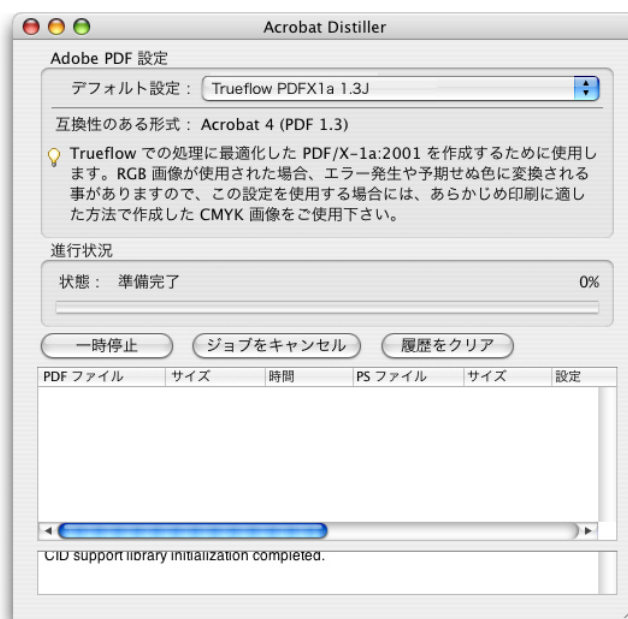 Acrobat Distiller
Adobe PDF 設定
デフォルト設定： Trueflow PDFX1a 1.3J
互換性のある形式： Acrobat 4 (PDF 1.3)
Trueflow での処理に最適化した PDF/X-1a:2001 を作成するために使用し
ます。RGB 画像が使用された場合、エラー発生や予期せぬ色に変換される
事がありますので、この設定を使用する場合には、あらかじめ印刷に適し
た方法で作成した CMYK 画像をご使用下さい。
進行状況
状態： 準備完了 0%
一時停止 ジョブをキャンセル 履歴をクリア
PDF ファイル サイズ 時間 PS ファイル サイズ 設定
CID support library initialization completed.